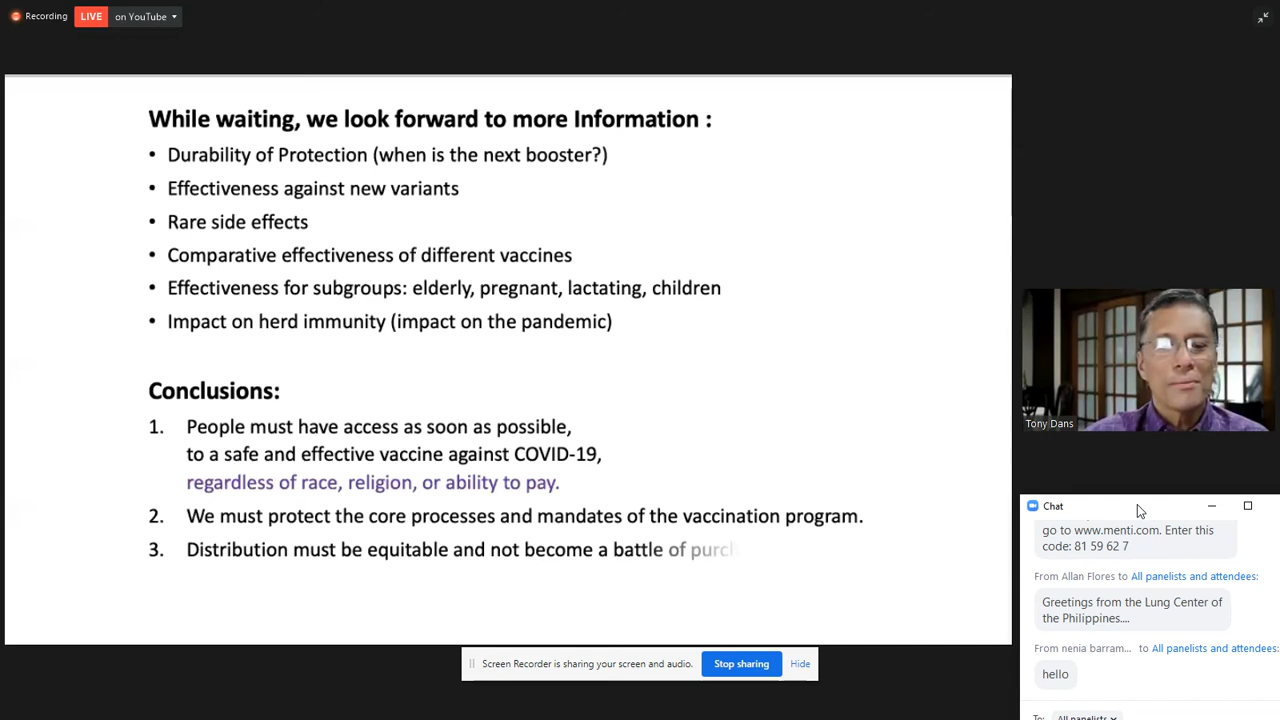 Recording
LIVE
on YouTube
While waiting, we look forward to more Information :
• Durability of Protection (when is the next booster?)
• Effectiveness against new variants
• Rare side effects
• Comparative effectiveness of different vaccines
• Effectiveness for subgroups: elderly, pregnant, lactating, children
• Impact on herd immunity (impact on the pandemic)
Conclusions:
1. People must have access as soon as possible,
to a safe and effective vaccine against COVID-19,
regardless of race, religion, or ability to pay.
2. We must protect the core processes and mandates of the vaccination program.
3. Distribution must be equitable and not become a battle of
Tony Dans
Chat
go to www.menti.com. Enter this
code: 81 59 62 7
From Allan Flores to All panelists and attendees:
Greetings from the Lung Center of
the Philippines....
From nenia barram... to All panelists and attendees:
hello
To: All panelists
Screen Recorder is sharing your screen and audio.
Stop sharing
Hide